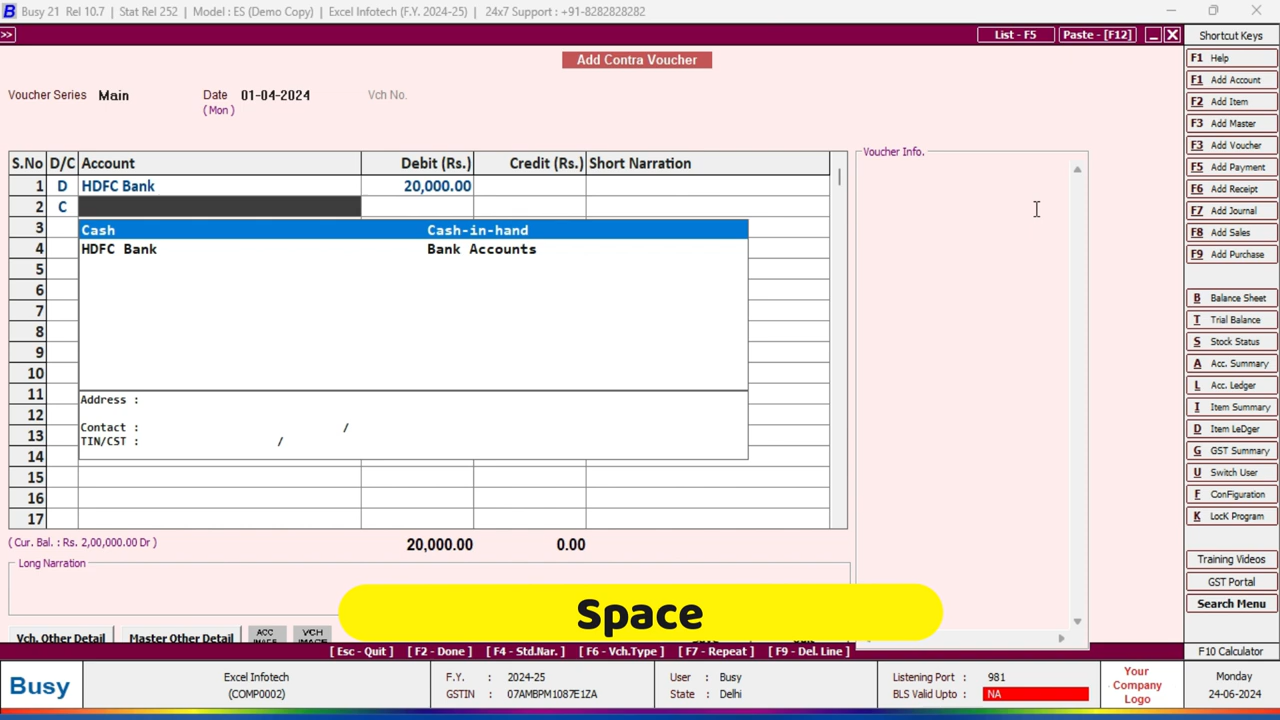 B Busy 21 Rel 10.7 | Stat Rel 252 | Model : ES (Demo Copy) | Excel Infotech (F.Y. 2024-25) | 24x7 Support : +91-8282828282
>> List - F5 Paste - [F12]
Shortcut Keys
Add Contra Voucher
Voucher Series Main Date 01-04-2024 Vch No.
( Mon )
S.No D/C Account Debit (Rs.) Credit (Rs.) Short Narration
1 D HDFC Bank 20,000.00
2 C
3 Cash Cash-in-hand
4 HDFC Bank Bank Accounts
5
6
7
8
9
10
11 Address :
12
Contact : /
13 TIN/CST : /
14
15
16
17
( Cur. Bal. : Rs. 2,00,000.00 Dr ) 20,000.00 0.00
Long Narration
Voucher Info.
Space
Vch. Other Detail Master Other Detail ACC VCH
[ Esc - Quit ] [ F2 - Done ] [ F4 - Std.Nar. ] [ F6 - Vch.Type ] [ F7 - Repeat ] [ F9 - Del. Line ]
F1 Help
F1 Add Account
F2 Add Item
F3 Add Master
F3 Add Voucher
F5 Add Payment
F6 Add Receipt
F7 Add Journal
F8 Add Sales
F9 Add Purchase
B Balance Sheet
T Trial Balance
S Stock Status
A Acc. Summary
L Acc. Ledger
I Item Summary
D Item LeDger
G GST Summary
U Switch User
F ConFiguration
K LocK Program
Training Videos
GST Portal
Search Menu
F10 Calculator
Busy
Excel Infotech
(COMP0002)
F.Y. : 2024-25
GSTIN : 07AMBPM1087E1ZA
User : Busy
State : Delhi
Listening Port : 981
BLS Valid Upto : NA
Your
Company
Logo
Monday
24-06-2024